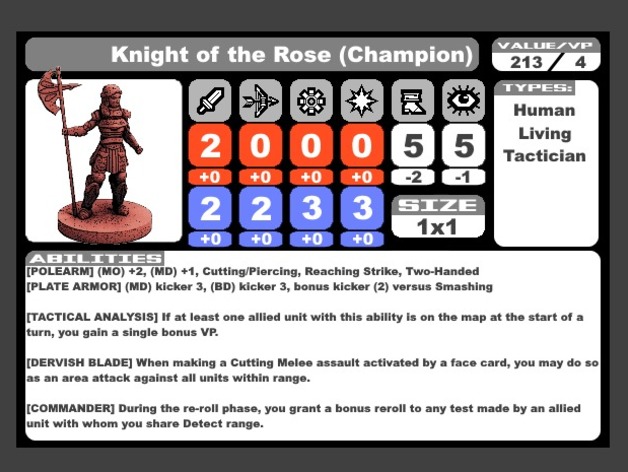 Knight of the Rose (Champion)
VALUE/VP
213 / 4
TYPES:
Human
Living
Tactician
2 0 0 0 5 5
+0 +0 +0 +0 -2 -1
2 2 3 3
+0 +0 +0 +0
SIZE
1x1
ABILITIES
[POLEARM] (MO) +2, (MD) +1, Cutting/Piercing, Reaching Strike, Two-Handed
[PLATE ARMOR] (MD) kicker 3, (BD) kicker 3, bonus kicker (2) versus Smashing
[TACTICAL ANALYSIS] If at least one allied unit with this ability is on the map at the start of a
turn, you gain a single bonus VP.
[DERVISH BLADE] When making a Cutting Melee assault activated by a face card, you may do so
as an area attack against all units within range.
[COMMANDER] During the re-roll phase, you grant a bonus reroll to any test made by an allied
unit with whom you share Detect range.